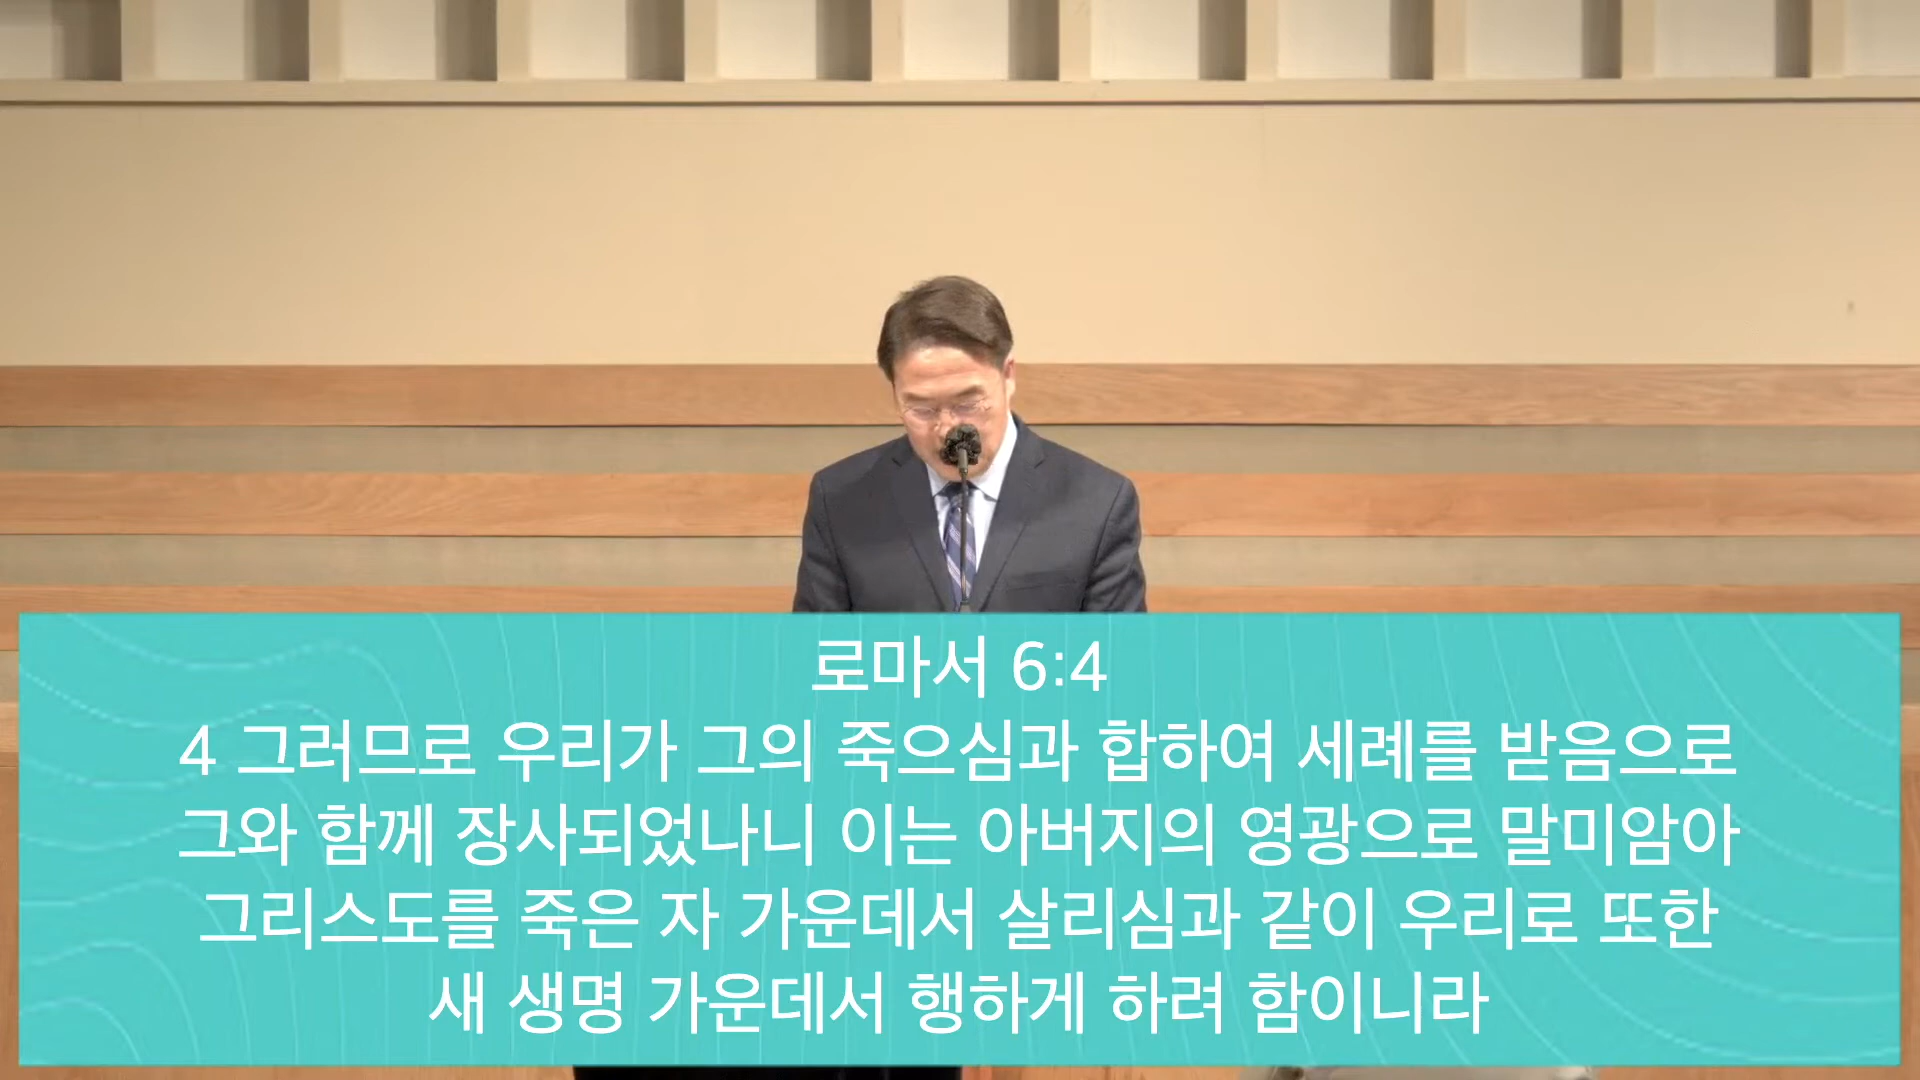 로마서 6:4
4 그러므로 우리가 그의 죽으심과 합하여 세례를 받음으로
그와 함께 장사되었나니 이는 아버지의 영광으로 말미암아
그리스도를 죽은 자 가운데서 살리심과 같이 우리로 또한
새 생명 가운데서 행하게 하려 함이니라